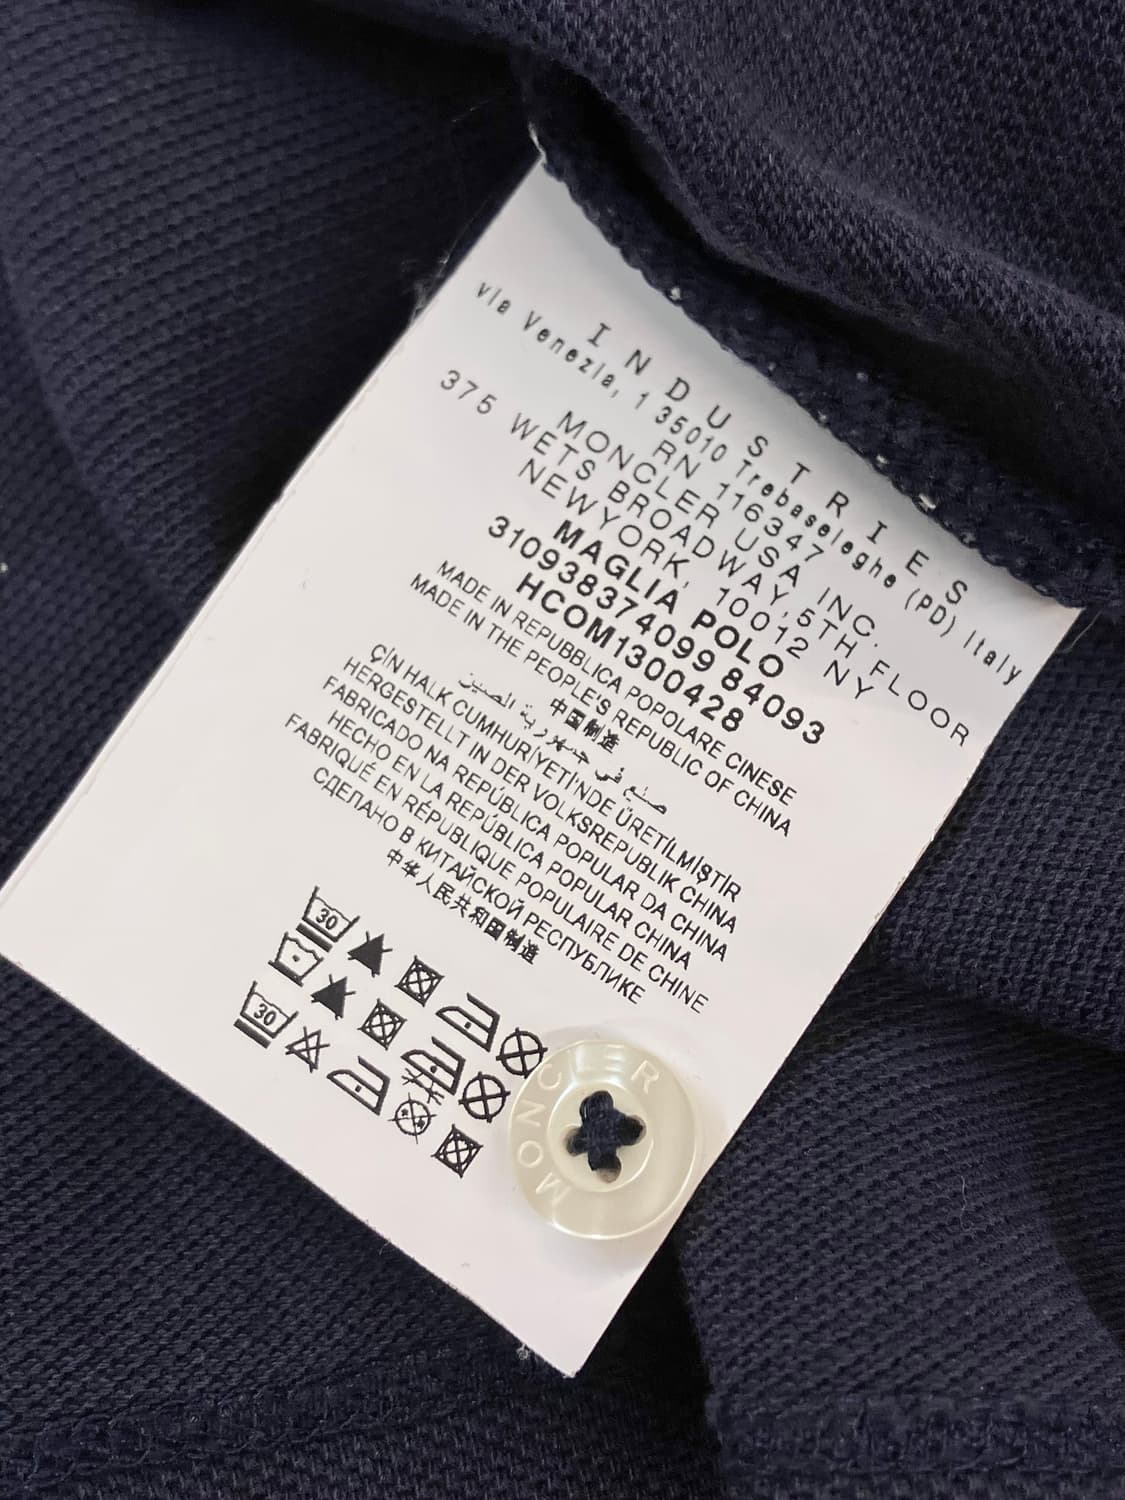 INDUSTRIES
via Venezia, 1 35010 Trebaseleghe (PD) Italy
RN 116347
MONCLER USA INC.
375 WETS BROADWAY,5TH FLOOR
NEWYORK, 10012 NY
MAGLIA POLO
310938374099 84093
HCOM1300428
MADE IN REPUBBLICA POPOLARE CINESE
MADE IN THE PEOPLE'S REPUBLIC OF CHINA
中国制造
صنع في جمهورية الصين
ÇİN HALK CUMHURİYETİ'NDE ÜRETİLMİŞTİR
HERGESTELLT IN DER VOLKSREPUBLIK CHINA
FABRICADO NA REPÚBLICA POPULAR DA CHINA
HECHO EN LA REPÚBLICA POPULAR CHINA
FABRIQUÉ EN RÉPUBLIQUE POPULAIRE DE CHINE
СДЕЛАНО В КИТАЙСКОЙ РЕСПУБЛИКЕ
中华人民共和国制造
30
30
MONCLER